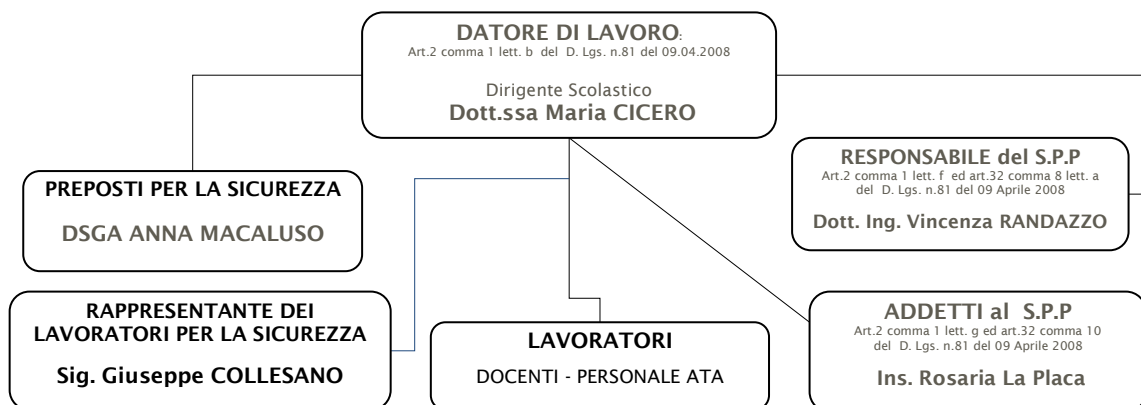 DATORE DI LAVORO:
Art.2 comma 1 lett. b del D. Lgs. n.81 del 09.04.2008
Dirigente Scolastico
Dott.ssa Maria CICERO
PREPOSTI PER LA SICUREZZA
DSGA ANNA MACALUSO
RESPONSABILE del S.P.P
Art.2 comma 1 lett. f ed art.32 comma 8 lett. a
del D. Lgs. n.81 del 09 Aprile 2008
Dott. Ing. Vincenza RANDAZZO
RAPPRESENTANTE DEI
LAVORATORI PER LA SICUREZZA
Sig. Giuseppe COLLESANO
LAVORATORI
DOCENTI - PERSONALE ATA
ADDETTI al S.P.P
Art.2 comma 1 lett. g ed art.32 comma 10
del D. Lgs. n.81 del 09 Aprile 2008
Ins. Rosaria La Placa